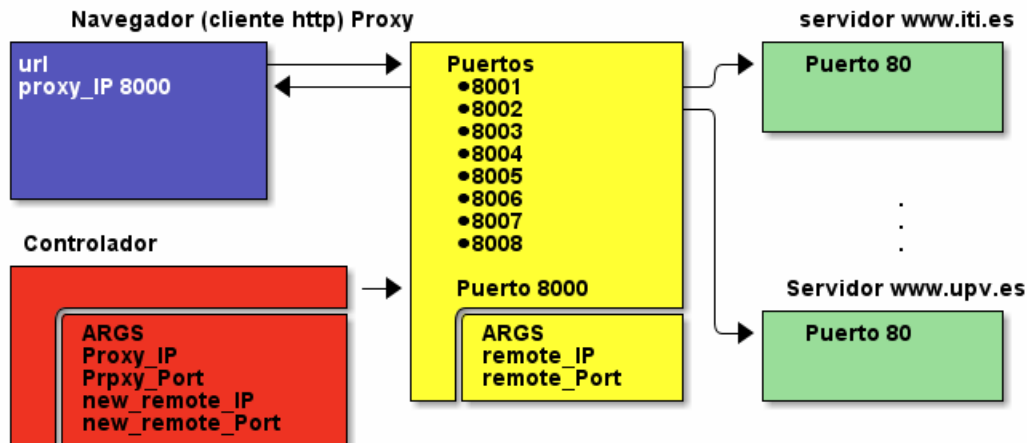 Navegador (cliente http) Proxy
servidor www.iti.es
url
proxy_IP 8000
Puertos
●8001
●8002
●8003
●8004
●8005
●8006
●8007
●8008
Puerto 80
.
.
.
Controlador
Puerto 8000
Servidor www.upv.es
ARGS
Proxy_IP
Prpxy_Port
new_remote_IP
new_remote_Port
ARGS
remote_IP
remote_Port
Puerto 80